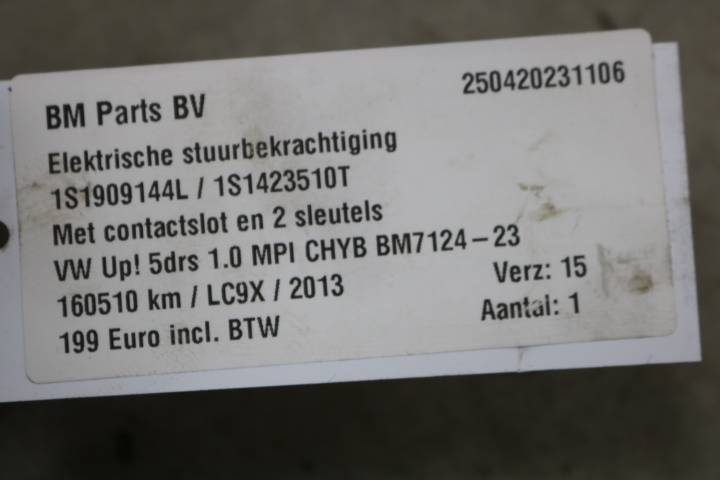 BM Parts BV 250420231106
Elektrische stuurbekrachtiging
1S1909144L / 1S1423510T
Met contactslot en 2 sleutels
VW Up! 5drs 1.0 MPI CHYB BM7124-23
160510 km / LC9X / 2013 Verz: 15
199 Euro incl. BTW Aantal: 1